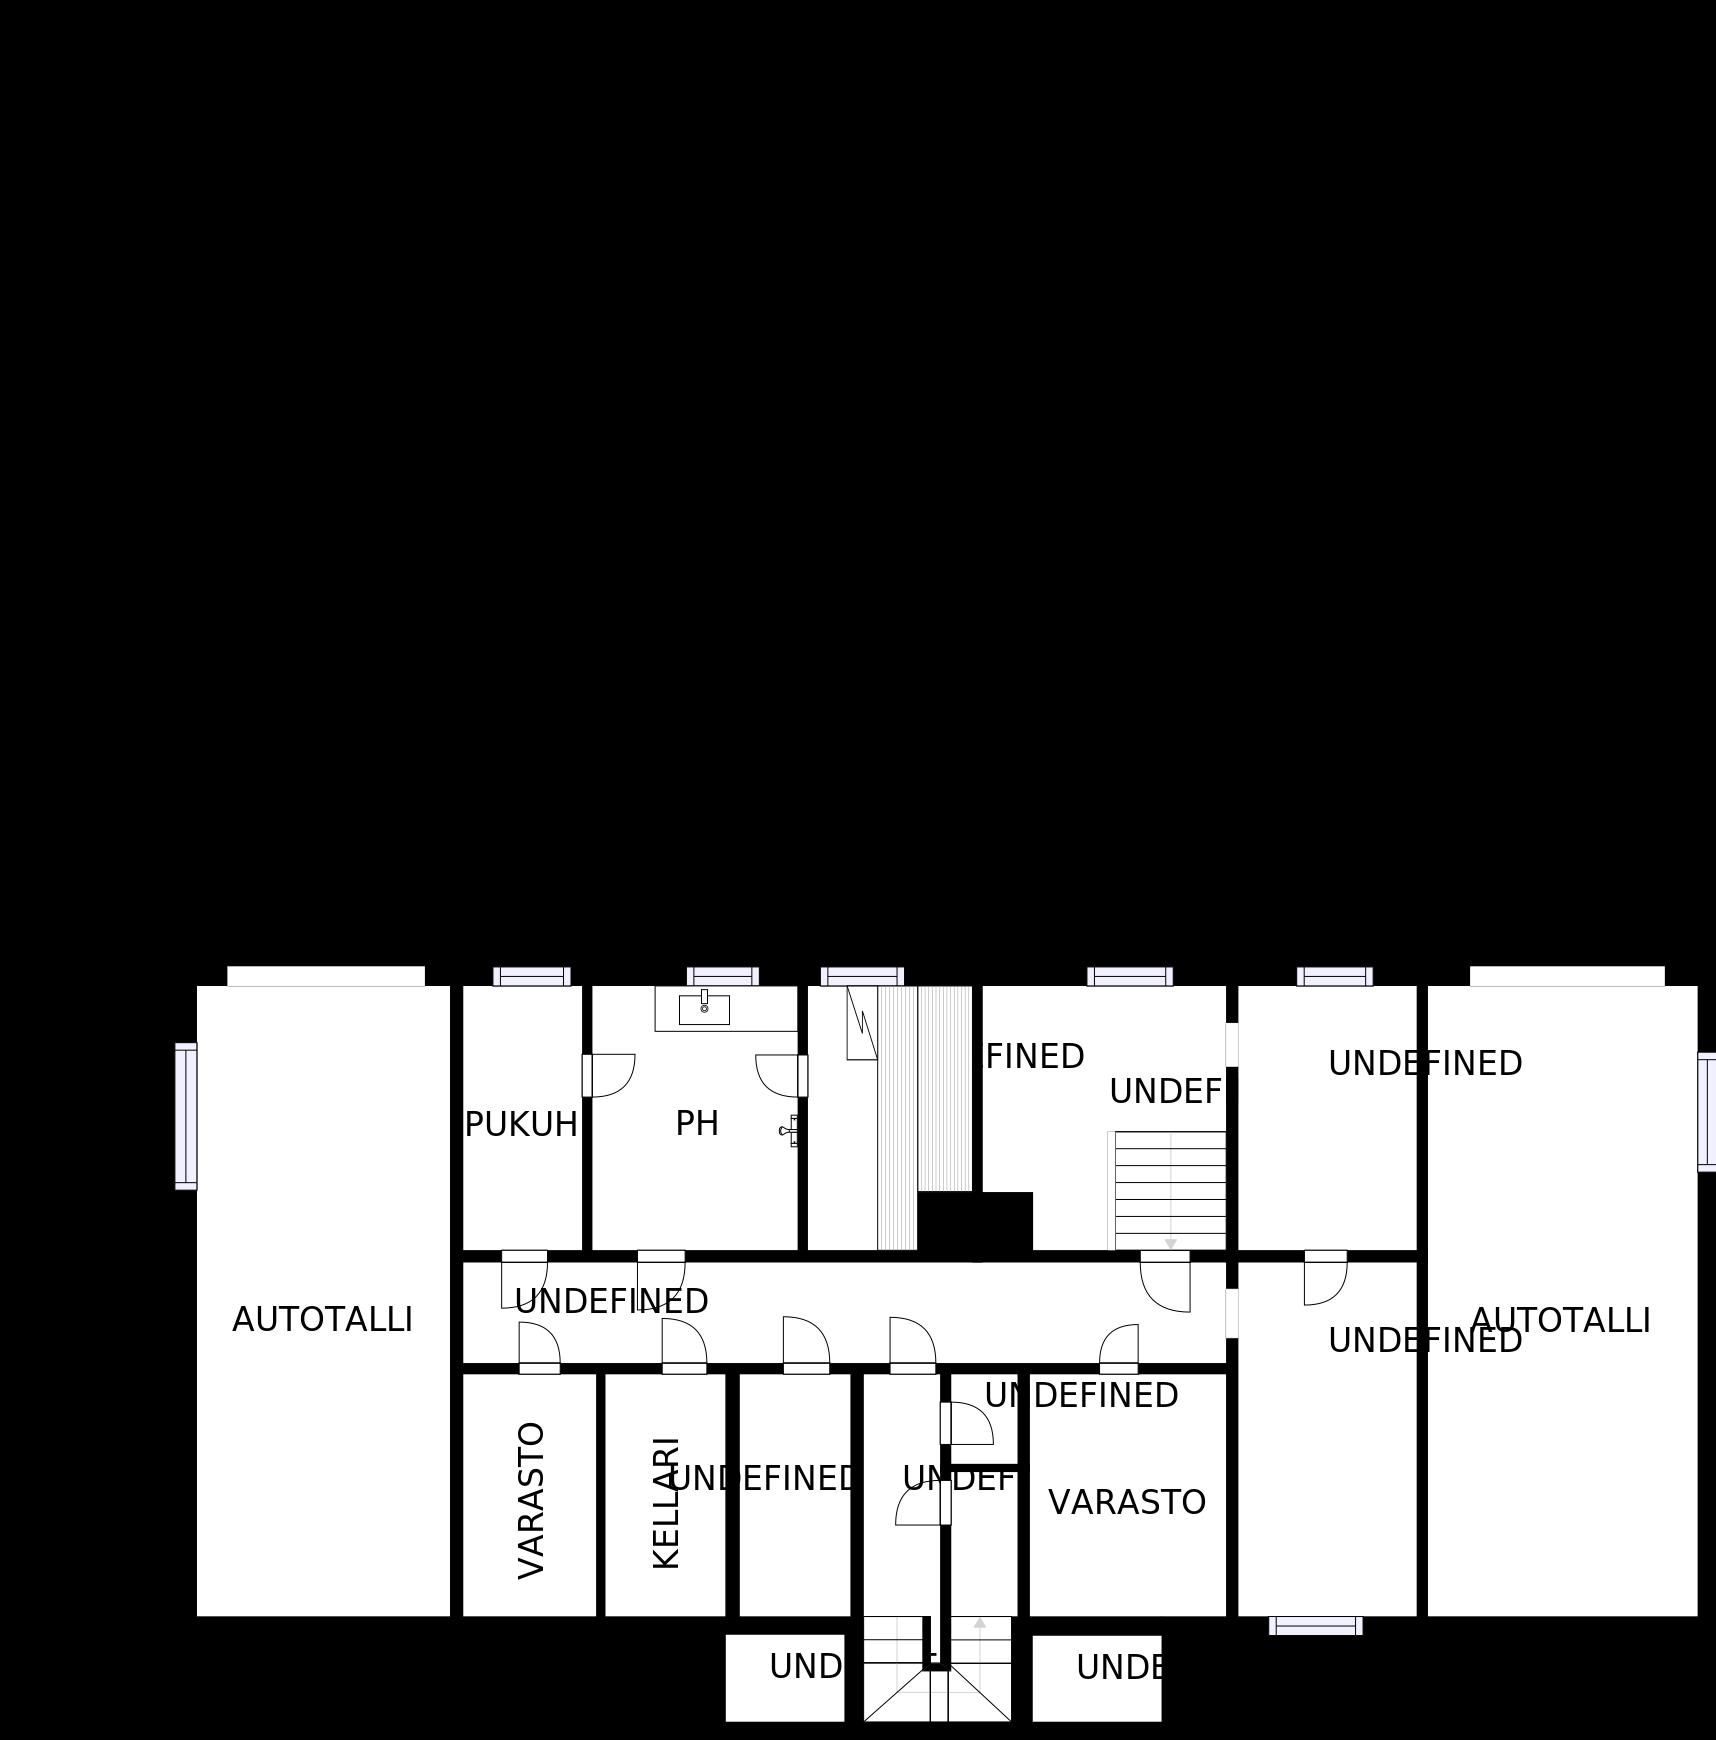 FINED
UNDEFINED
UNDEF
PUKUH
PH
UNDEFINED
AUTOTALLI
AUTOTALLI
UNDEFINED
UNDEFINED
VARASTO
KELLARI
UNDEFINED
UNDEF
VARASTO
UND
UNDE